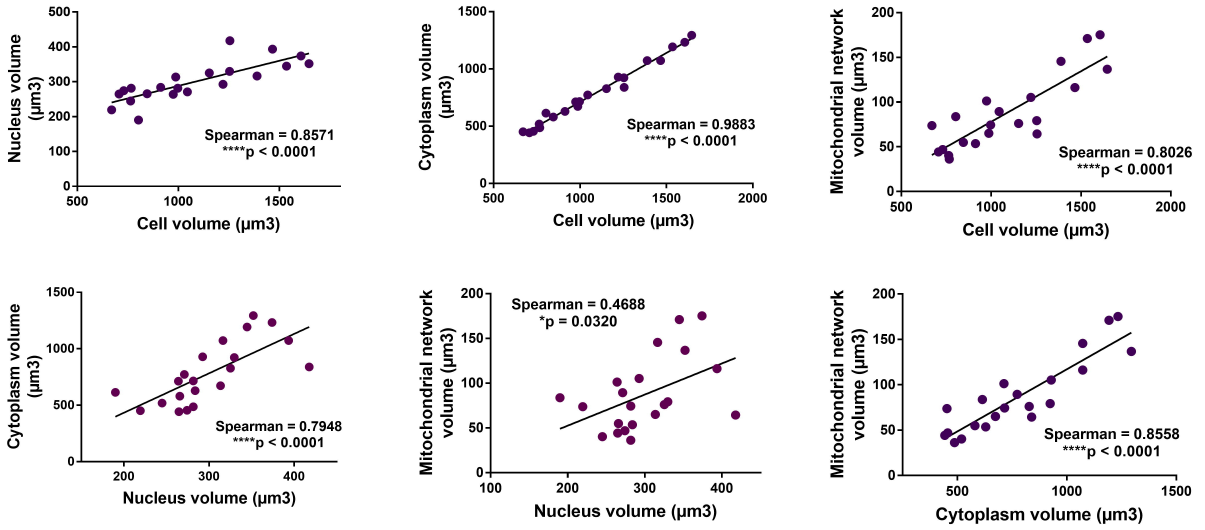 Nucleus volume
(µm3)
500
400
300
200
100
0
500
1000
1500
Cell volume (µm3)
Spearman = 0.8571
****p < 0.0001
Cytoplasm volume
(µm3)
1500
1000
500
0
500
1000
1500
2000
Cell volume (µm3)
Spearman = 0.9883
****p < 0.0001
Mitochondrial network
volume (µm3)
200
150
100
50
0
500
1000
1500
2000
Cell volume (µm3)
Spearman = 0.8026
****p < 0.0001
Cytoplasm volume
(µm3)
1500
1000
500
0
200
300
400
Nucleus volume (µm3)
Spearman = 0.7948
****p < 0.0001
Mitochondrial network
volume (µm3)
200
150
100
50
0
100
200
300
400
Nucleus volume (µm3)
Spearman = 0.4688
*p = 0.0320
Mitochondrial network
volume (µm3)
200
150
100
50
0
500
1000
1500
Cytoplasm volume (µm3)
Spearman = 0.8558
****p < 0.0001